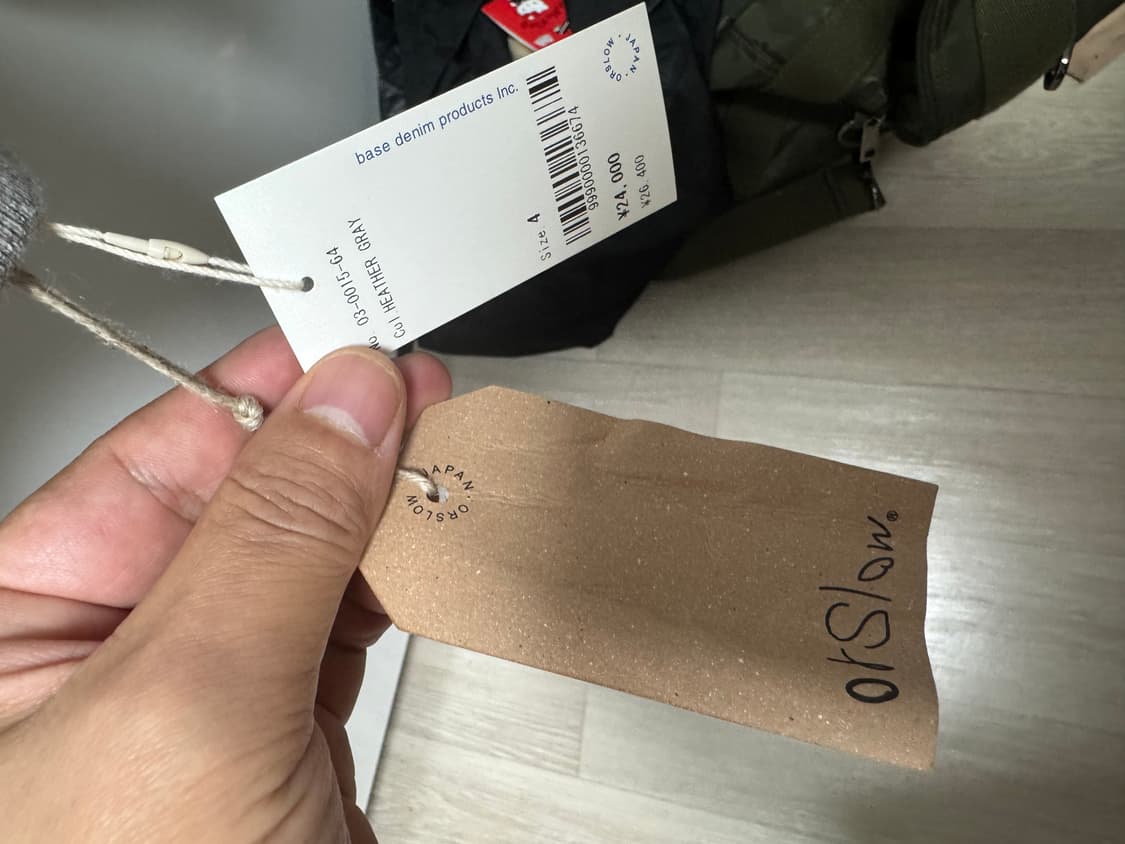 ORSLOW · JAPAN ·
base denim products Inc.
No. 03-0015-64
Col.HEATHER GRAY
Size 4
9990000136674
¥24,000
¥26,400
JAPAN · ORSLOW
orSlow®